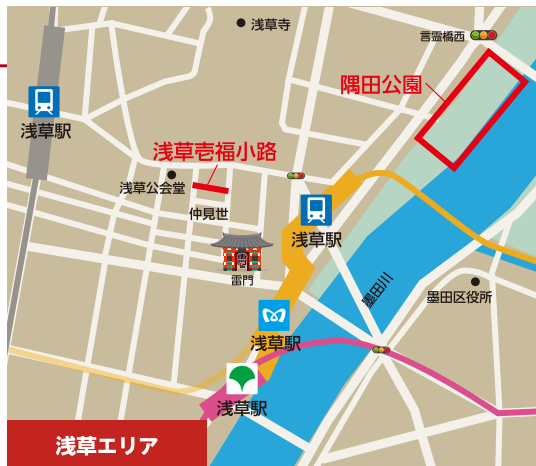 浅草寺
言霊橋西
隅田公園
浅草駅
浅草壱福小路
浅草公会堂
仲見世
浅草駅
雷門
墨田川
墨田区役所
浅草駅
浅草駅
浅草エリア